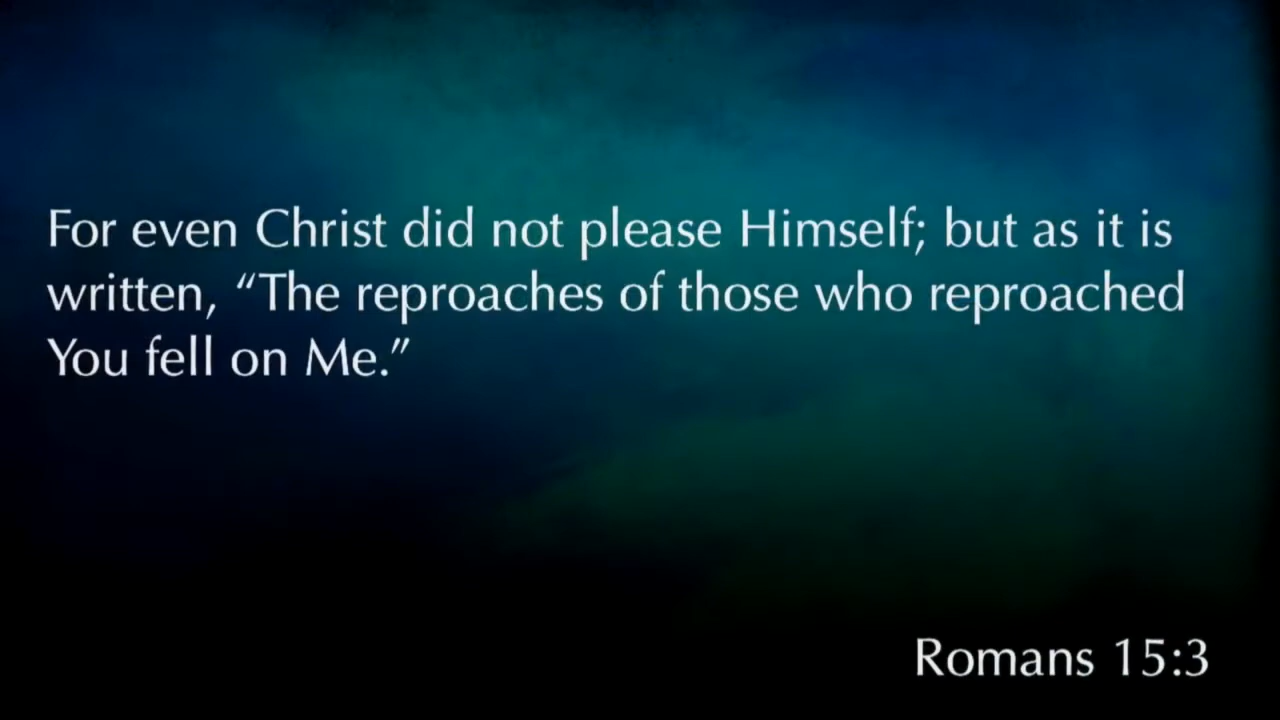 For even Christ did not please Himself; but as it is
written, “The reproaches of those who reproached
You fell on Me.”
Romans 15:3